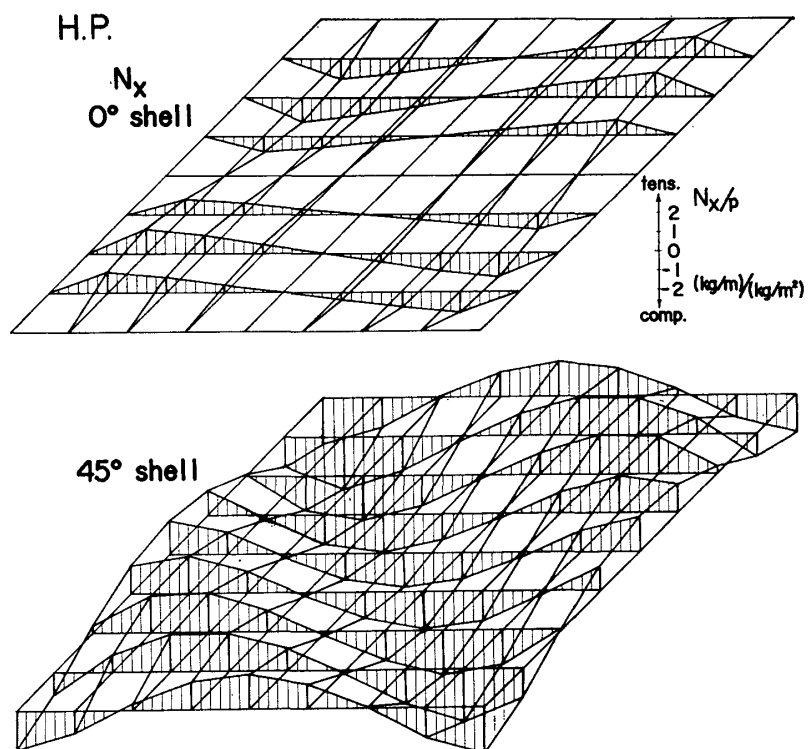 H.P.
Nx
0° shell
tens.
Nx/p
2
1
0
-1
-2 (kg/m)/(kg/m²)
comp.
45° shell